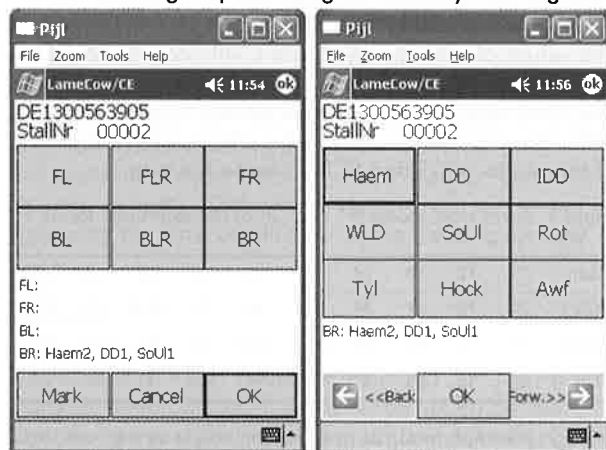 Pijl
File Zoom Tools Help
LameCow/CE 11:54 ok
DE1300563905
StallNr 00002
FL FLR FR
BL BLR BR
FL:
FR:
BL:
BR: Haem2, DD1, SoUl1
Mark Cancel OK
Pijl
File Zoom Tools Help
LameCow/CE 11:56 ok
DE1300563905
StallNr 00002
Haem DD IDD
WLD SoUl Rot
Tyl Hock Awf
BR: Haem2, DD1, SoUl1
<<Back OK Forw.>>